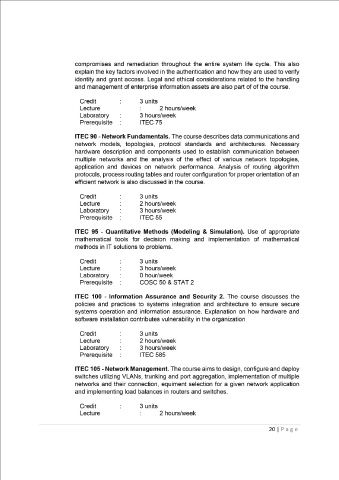 compromises and remediation throughout the entire system life cycle. This also
explain the key factors involved in the authentication and how they are used to verify
identity and grant access. Legal and ethical considerations related to the handling
and management of enterprise information assets are also part of of the course.
Credit : 3 units
Lecture : 2 hours/week
Laboratory : 3 hours/week
Prerequisite : ITEC 75
ITEC 90 - Network Fundamentals. The course describes data communications and
network models, topologies, protocol standards and architectures. Necessary
hardware description and components used to establish communication between
multiple networks and the analysis of the effect of various network topologies,
application and devices on network performance. Analysis of routing algorithm
protocols, process routing tables and router configuration for proper orientation of an
efficient network is also discussed in the course.
Credit : 3 units
Lecture : 2 hours/week
Laboratory : 3 hours/week
Prerequisite : ITEC 55
ITEC 95 - Quantitative Methods (Modeling & Simulation). Use of appropriate
mathematical tools for decision making and implementation of mathematical
methods in IT solutions to problems.
Credit : 3 units
Lecture : 3 hours/week
Laboratory : 0 hour/week
Prerequisite : COSC 50 & STAT 2
ITEC 100 - Information Assurance and Security 2. The course discusses the
policies and practices to systems integration and architecture to ensure secure
systems operation and information assurance. Explanation on how hardware and
software installation contributes vulnerability in the organization
Credit : 3 units
Lecture : 2 hours/week
Laboratory : 3 hours/week
Prerequisite : ITEC 585
ITEC 105 - Network Management. The course aims to design, configure and deploy
switches utilizing VLANs, trunking and port aggregation, implementation of multiple
networks and their connection, equiment selection for a given network application
and implementing load balances in routers and switches.
Credit : 3 units
Lecture : 2 hours/week
20 | Page